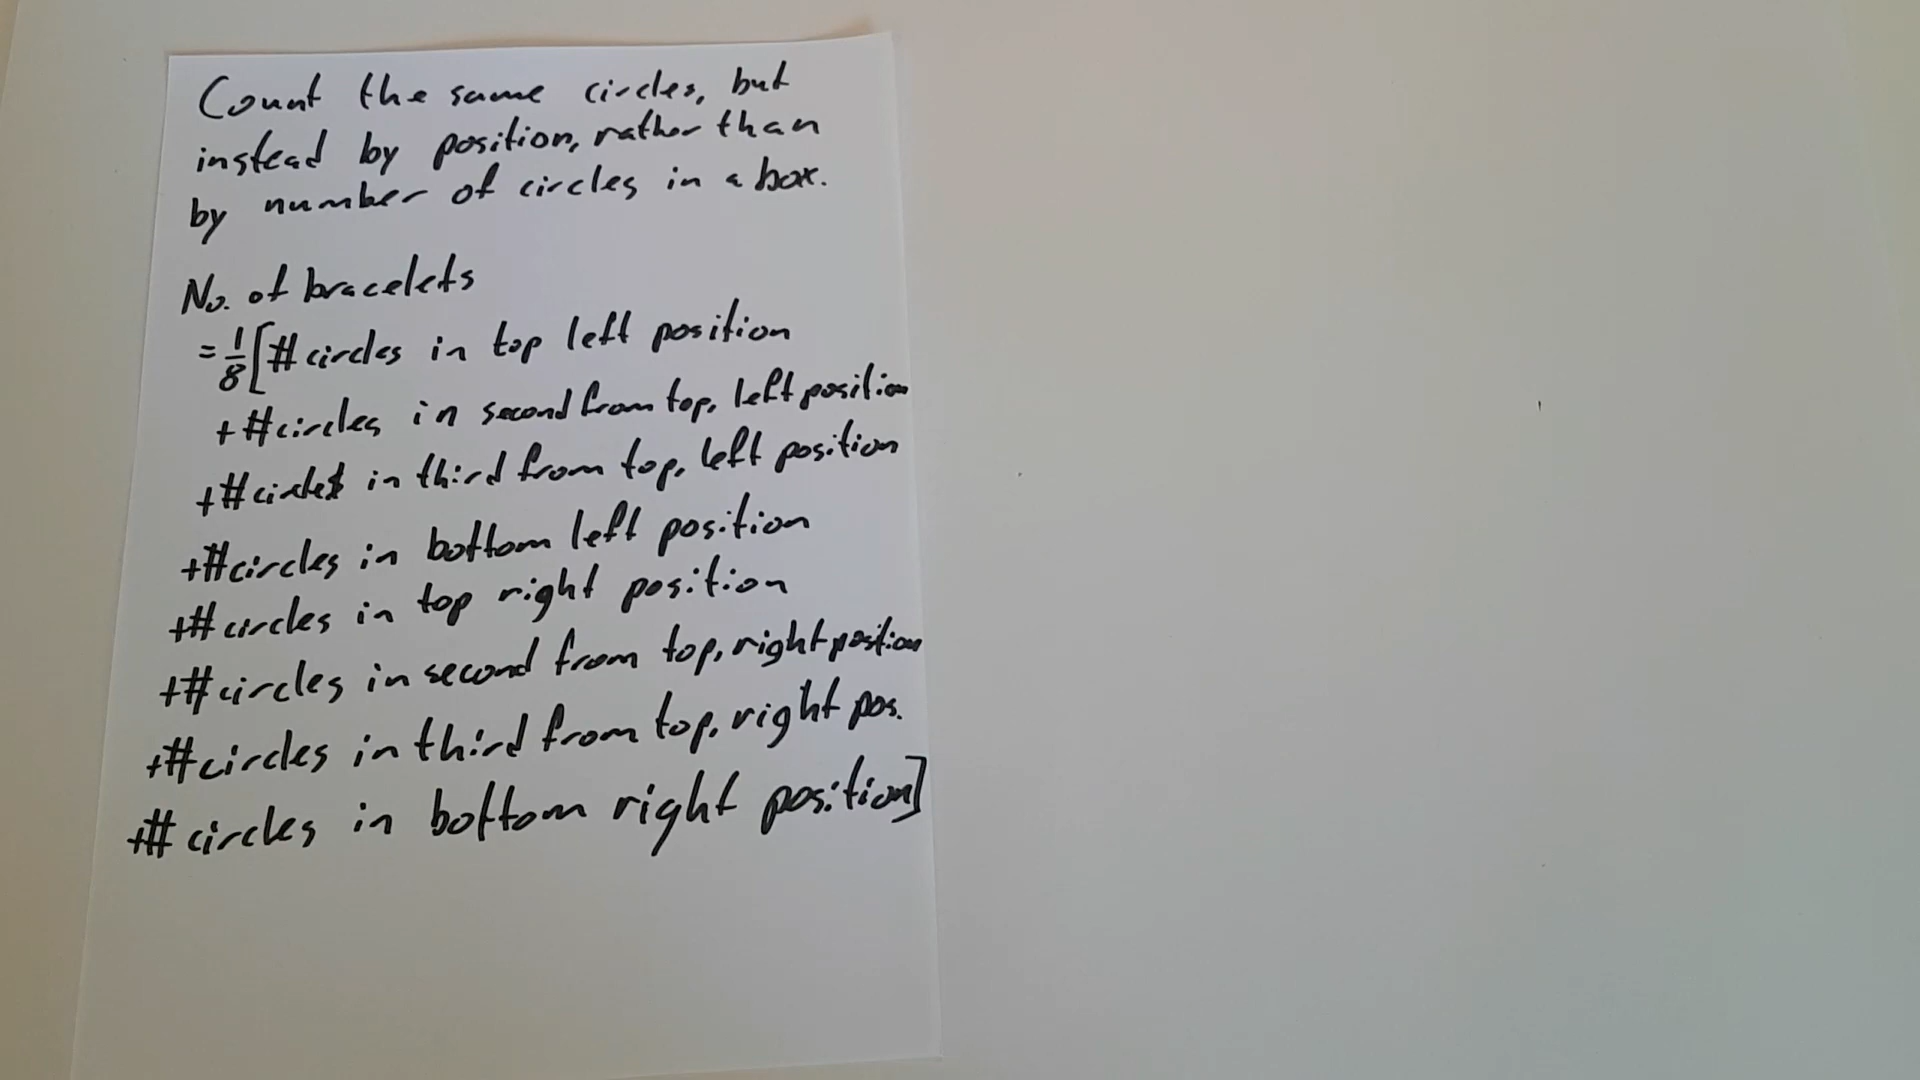 Count the same circles, but
instead by position, rather than
by number of circles in a box.
No. of bracelets
= 1/8 [# circles in top left position
+ # circles in second from top, left position
+ # circles in third from top, left position
+ # circles in bottom left position
+ # circles in top right position
+ # circles in second from top, right position
+ # circles in third from top, right pos.
+ # circles in bottom right position]